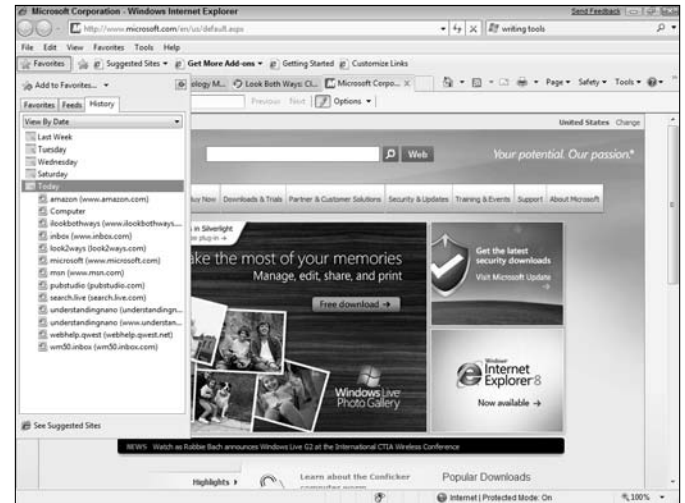 Microsoft Corporation - Windows Internet Explorer
Send Feedback
http://www.microsoft.com/en/us/default.aspx
writing tools
File Edit View Favorites Tools Help
Favorites Suggested Sites Get More Add-ons Getting Started Customize Links
Add to Favorites...
ology M... Look Both Ways: Cl... Microsoft Corpo...
Page Safety Tools
Favorites Feeds History
Previous Next Options
View By Date
United States Change
Last Week
Tuesday
Wednesday
Saturday
Today
amazon (www.amazon.com)
Computer
ilookbothways (www.ilookbothways....
inbox (www.inbox.com)
look2ways (look2ways.com)
microsoft (www.microsoft.com)
msn (www.msn.com)
pubstudio (pubstudio.com)
search.live (search.live.com)
understandingnano (understandingn...
understandingnano (www.understan...
webhelp.qwest (webhelp.qwest.net)
wm50.inbox (wm50.inbox.com)
See Suggested Sites
Web
Your potential. Our passion.
Buy Now Downloads & Trials Partner & Customer Solutions Security & Updates Training & Events Support About Microsoft
in Silverlight
plug-in
ake the most of your memories
Manage, edit, share, and print
Free download
Windows Live
Photo Gallery
Get the latest
security downloads
Visit Microsoft Update
Windows
Internet
Explorer 8
Now available
NEWS Watch as Robbie Bach announces Windows Live G2 at the International CTIA Wireless Conference
Highlights
Learn about the Conficker
computer worm
Popular Downloads
Internet | Protected Mode: On
100%